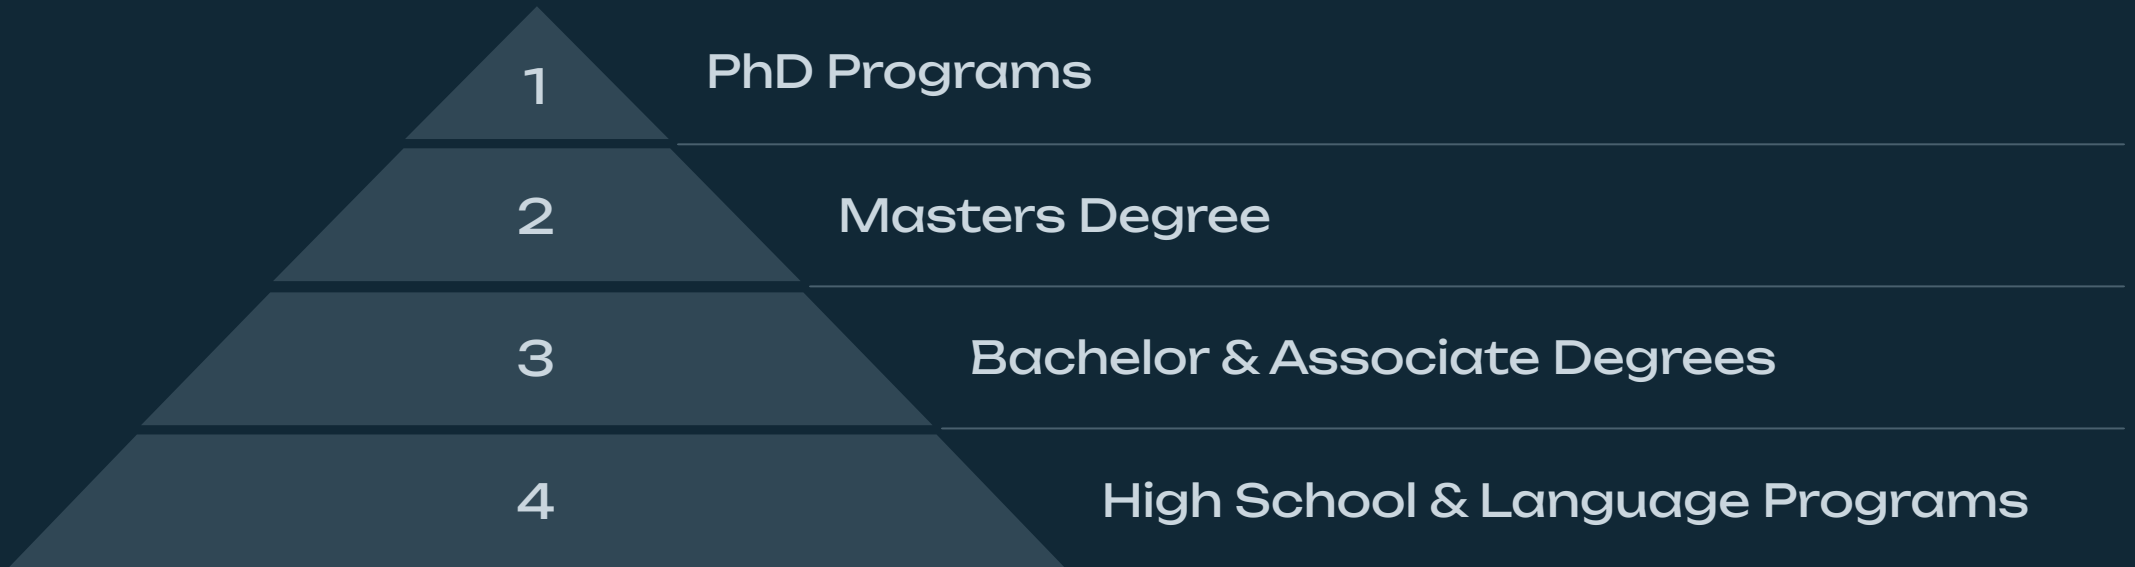 1
PhD Programs
2
Masters Degree
3
Bachelor & Associate Degrees
4
High School & Language Programs